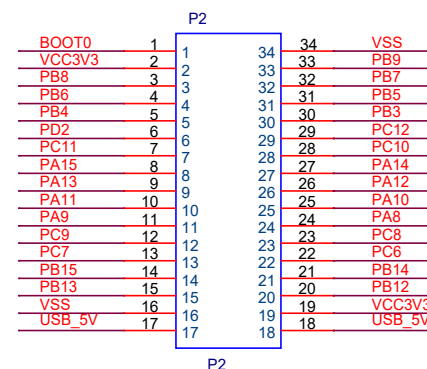 P2
BOOT0 1 1 34 34 VSS
VCC3V3 2 2 33 33 PB9
PB8 3 3 32 32 PB7
PB6 4 4 31 31 PB5
PB4 5 5 30 30 PB3
PD2 6 6 29 29 PC12
PC11 7 7 28 28 PC10
PA15 8 8 27 27 PA14
PA13 9 9 26 26 PA12
PA11 10 10 25 25 PA10
PA9 11 11 24 24 PA8
PC9 12 12 23 23 PC8
PC7 13 13 22 22 PC6
PB15 14 14 21 21 PB14
PB13 15 15 20 20 PB12
VSS 16 16 19 19 VCC3V3
USB_5V 17 17 18 18 USB_5V
P2